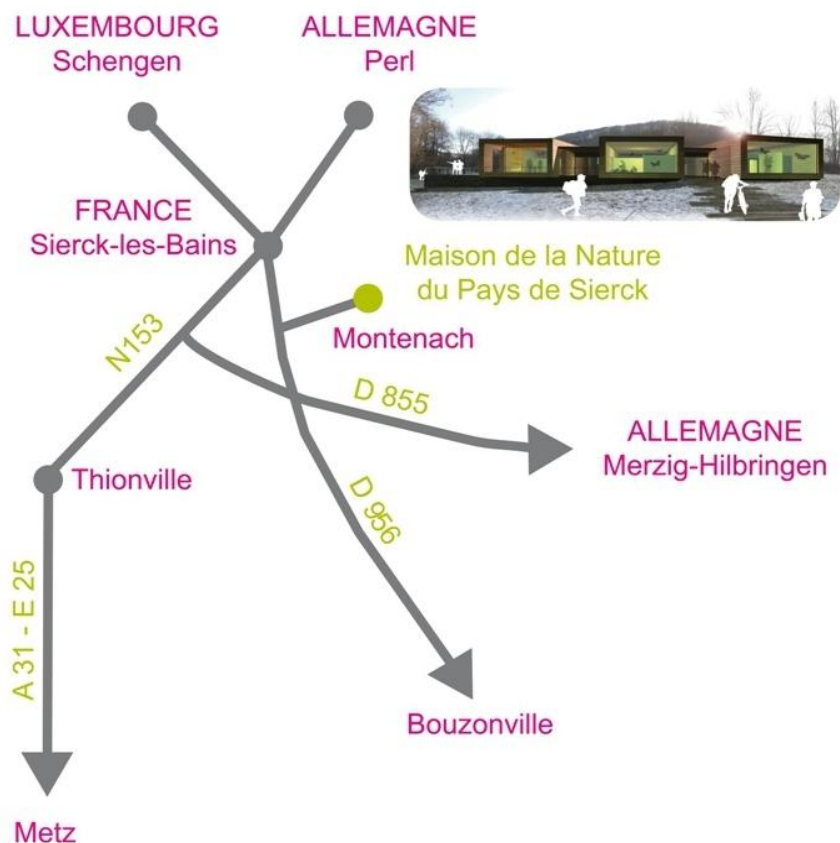 LUXEMBOURG
Schengen
ALLEMAGNE
Perl
FRANCE
Sierck-les-Bains
Maison de la Nature
du Pays de Sierck
Montenach
N153
D 855
ALLEMAGNE
Merzig-Hilbringen
Thionville
D 956
A 31 - E 25
Bouzonville
Metz